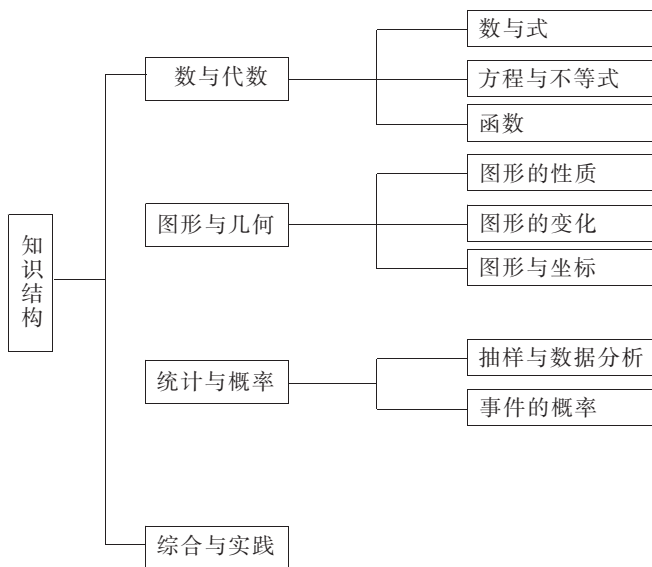 知识结构
数与代数
数与式
方程与不等式
函数
图形与几何
图形的性质
图形的变化
图形与坐标
统计与概率
抽样与数据分析
事件的概率
综合与实践